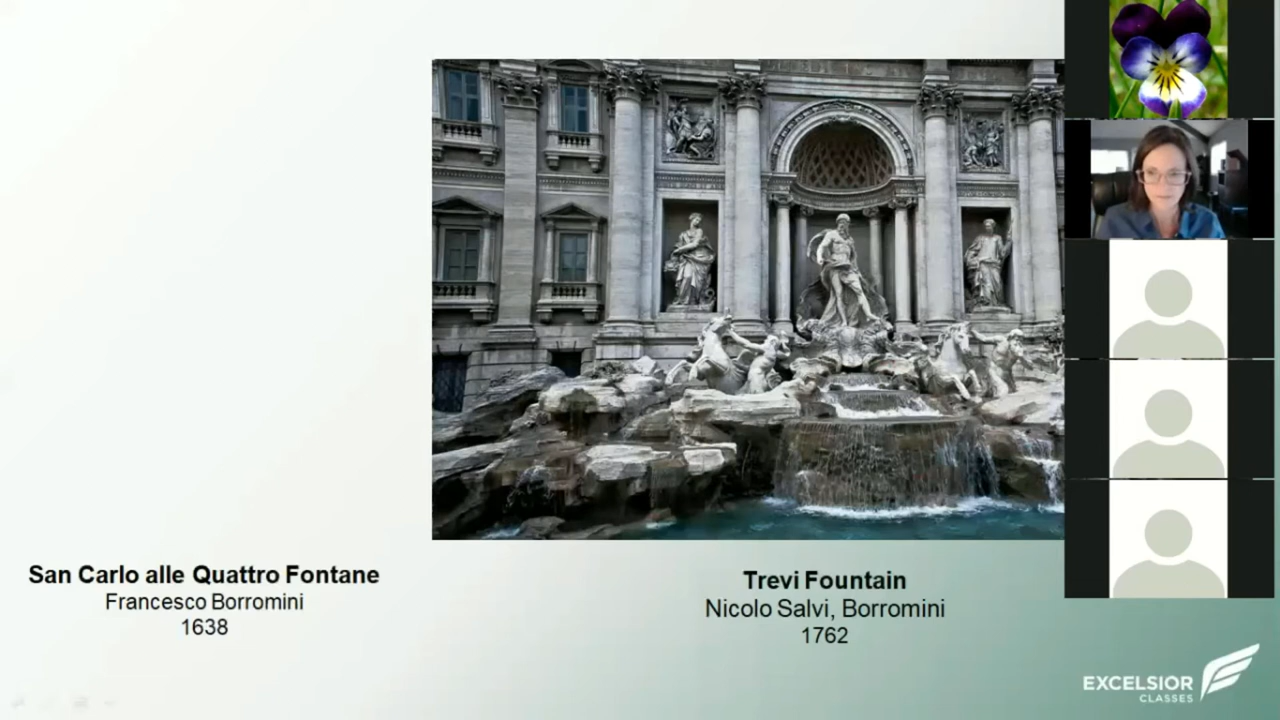 San Carlo alle Quattro Fontane
Francesco Borromini
1638
Trevi Fountain
Nicolo Salvi, Borromini
1762
EXCELSIOR
CLASSES